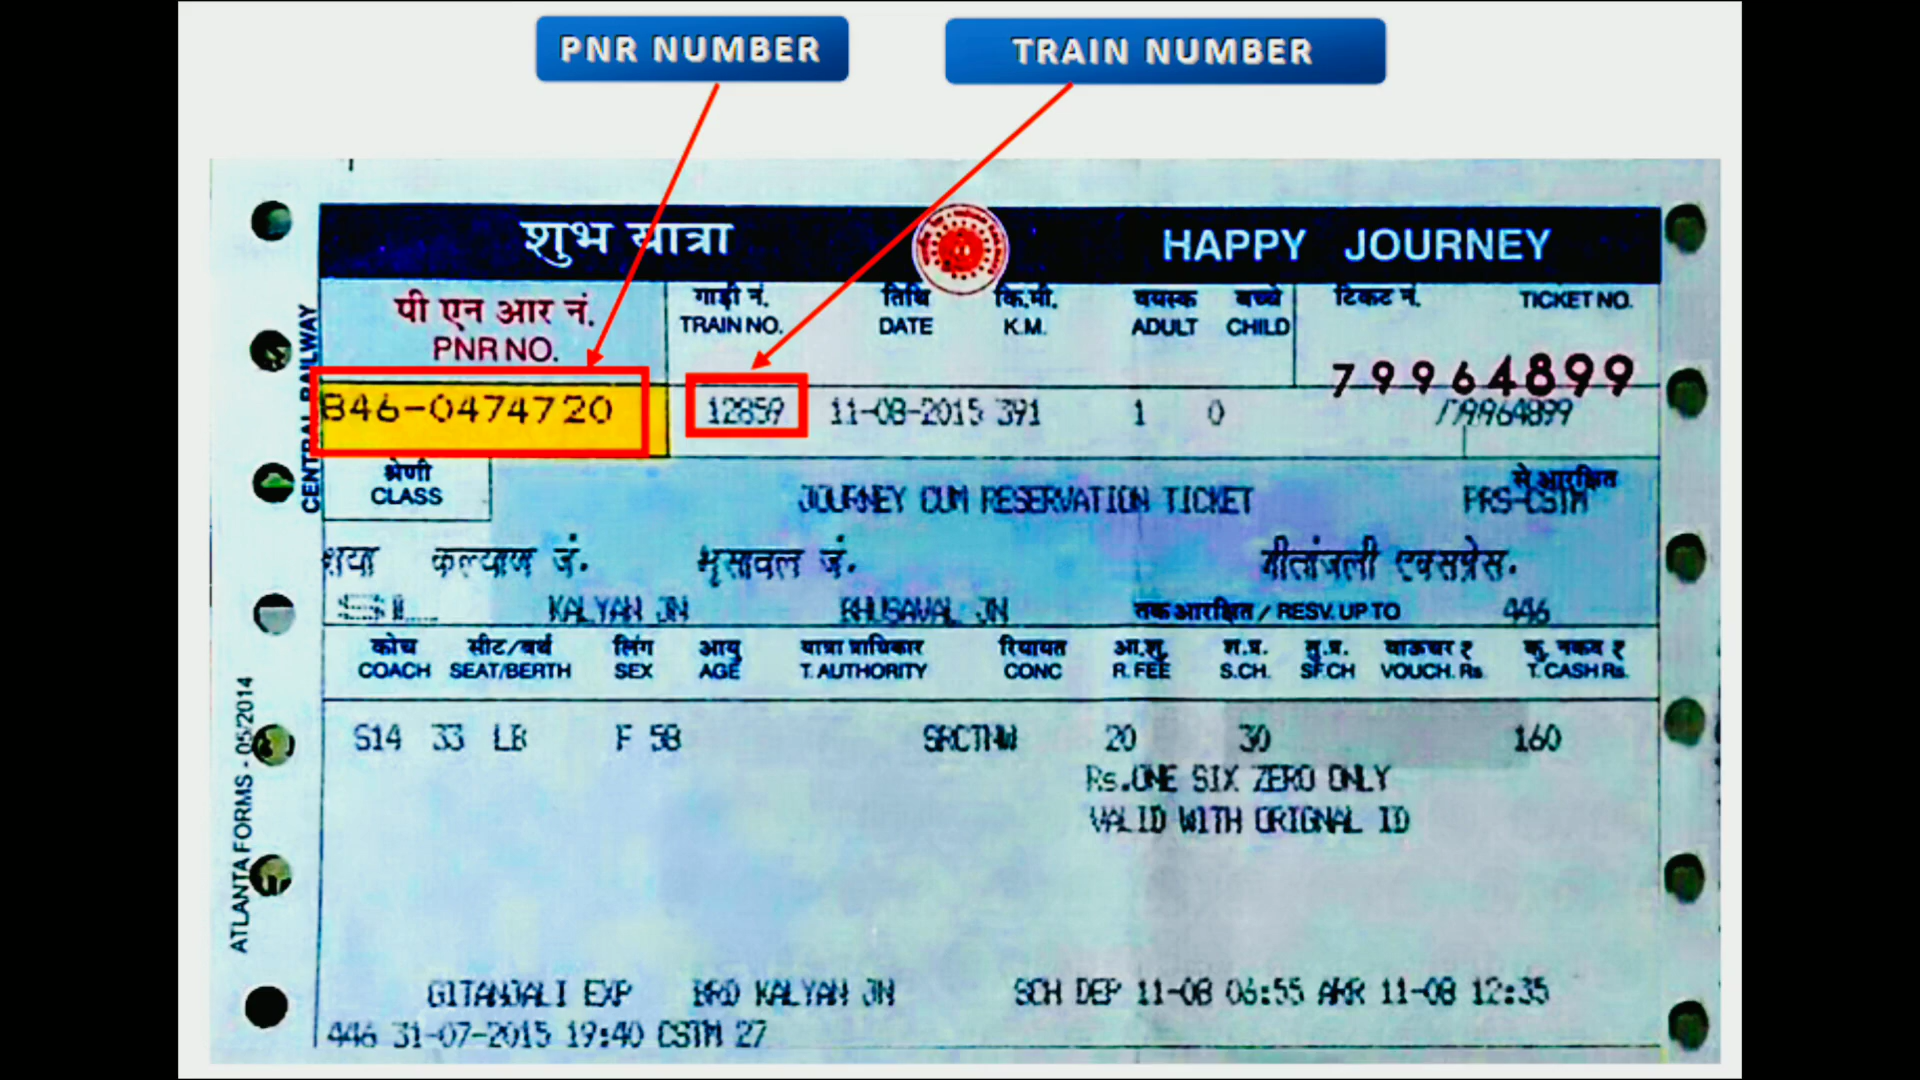 PNR NUMBER TRAIN NUMBER
शुभ यात्रा HAPPY JOURNEY
पी एन आर नं. गाड़ी नं. तिथि कि.मी. वयस्क बच्चे टिकट नं. TICKET NO.
PNR NO. TRAIN NO. DATE K.M. ADULT CHILD
79964899
846-0474720 12859 11-08-2015 391 1 0 79964899
CENTRAL RAILWAY
श्रेणी से आरक्षित
CLASS JOURNEY CUM RESERVATION TICKET PRS-CSTM
कल्याण जं. भुसावल जं. गीतांजली एक्सप्रेस.
SL KALYAN JN BHUSAVAL JN तक आरक्षित / RESV. UP TO 446
कोच सीट/बर्थ लिंग आयु यात्रा प्राधिकार रियायत आ.शु. श.प्र. सु.प्र. वाऊचर ₹ कु. नकद ₹
COACH SEAT/BERTH SEX AGE T. AUTHORITY CONC R. FEE S.CH. SF.CH VOUCH. Rs. T. CASH Rs.
S14 33 LB F 58 SRCTNW 20 30 160
Rs.ONE SIX ZERO ONLY
VALID WITH ORIGNAL ID
ATLANTA FORMS - 05/2014
GITANJALI EXP BRD KALYAN JN SCH DEP 11-08 06:55 ARR 11-08 12:35
446 31-07-2015 19:40 CSTM 27